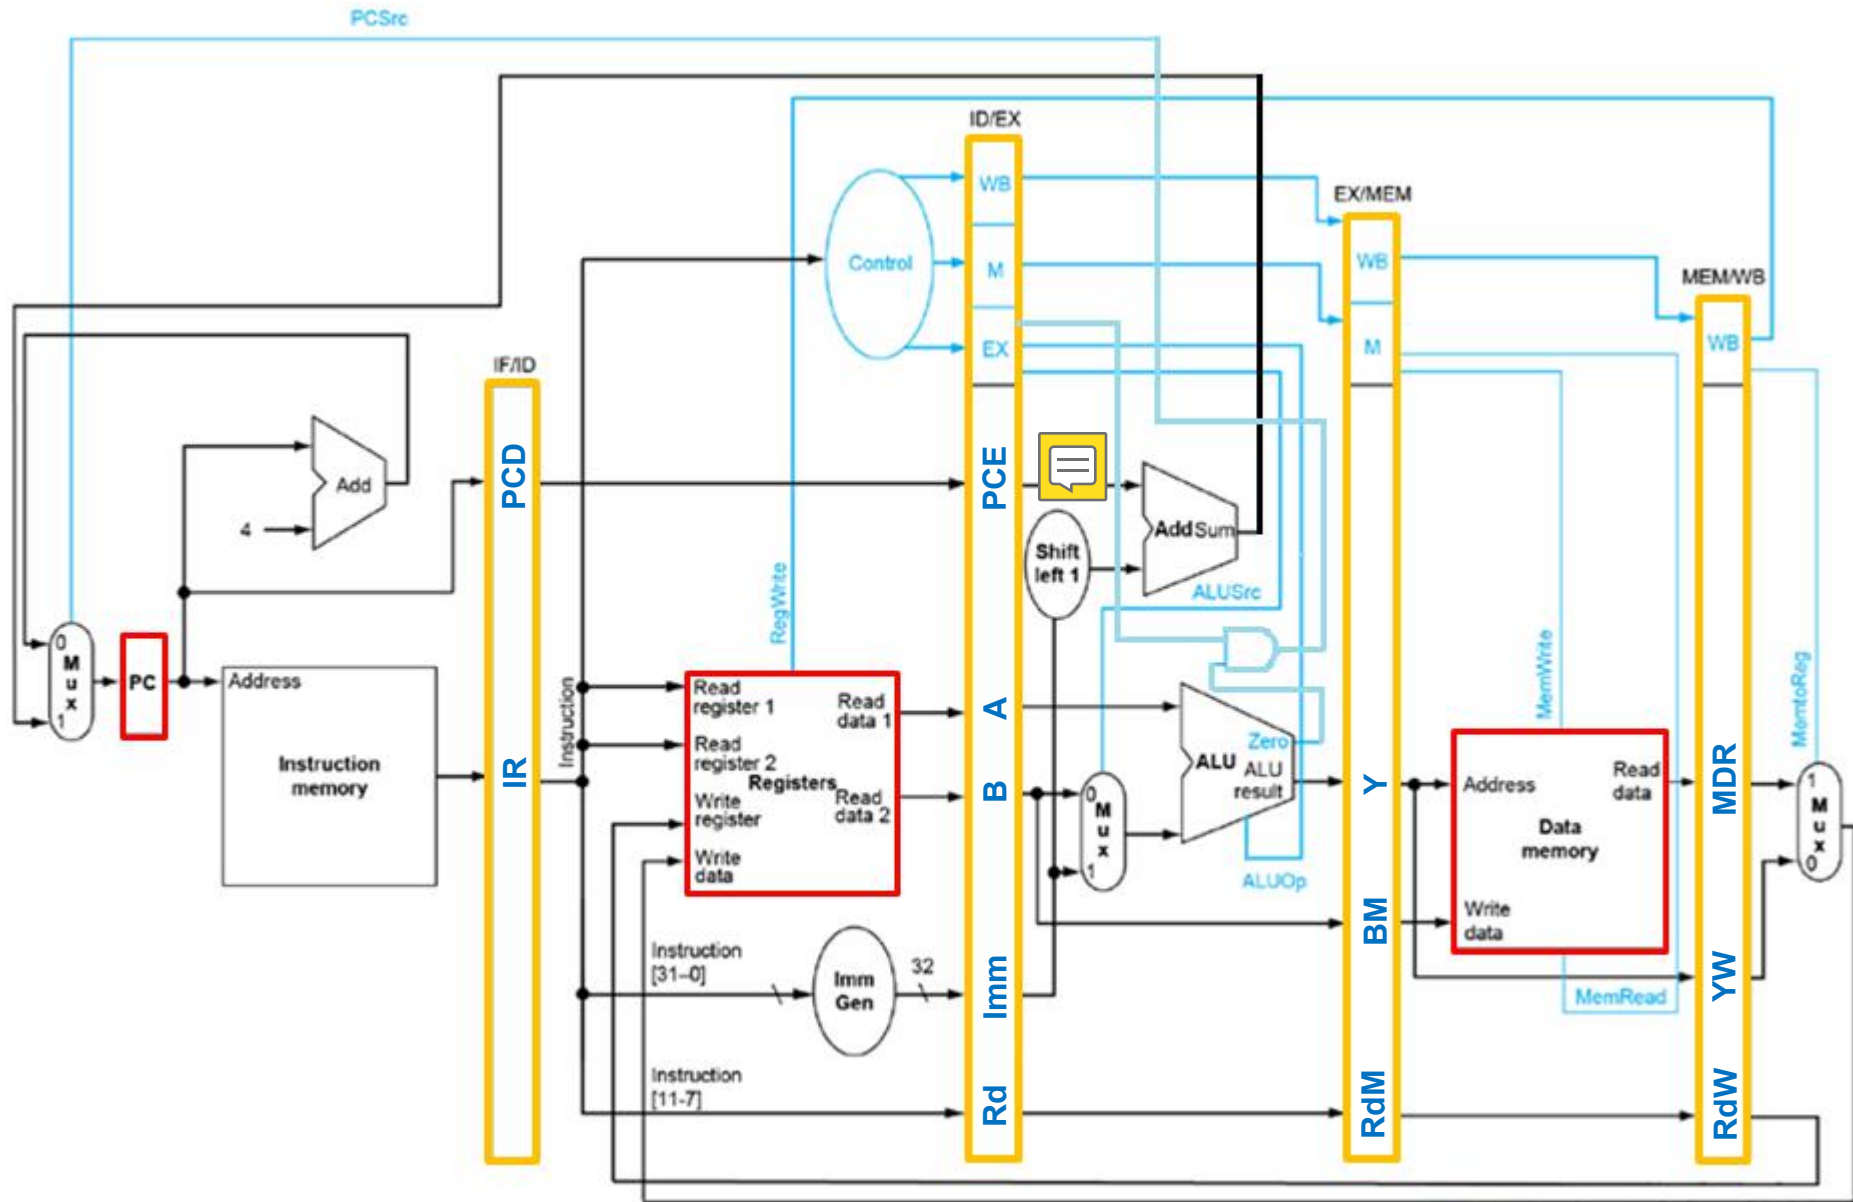 PCSrc
ID/EX
WB
EX/MEM
Control
M
WB
MEM/WB
EX
M
WB
IF/ID
PCD
PCE
Add
4
Add Sum
Shift
left 1
ALUSrc
RegWrite
0
M
u
x
1
PC
Address
Instruction
memory
IR
Instruction
Read
register 1
Read
data 1
Read
register 2
Registers
Write
register
Read
data 2
Write
data
A
B
0
M
u
x
1
Zero
ALU
ALU
result
ALUOp
Y
MemWrite
Address
Read
data
Data
memory
Write
data
MemRead
MDR
MemtoReg
1
M
u
x
0
BM
YW
Instruction
[31–0]
Imm
Gen
32
Imm
Instruction
[11-7]
Rd
RdM
RdW